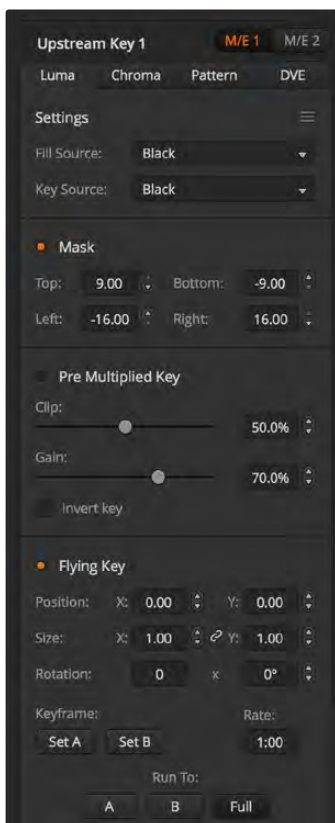 Upstream Key 1 M/E 1 M/E 2
Luma Chroma Pattern DVE
Settings
Fill Source: Black
Key Source: Black
Mask
Top: 9.00 Bottom: -9.00
Left: -16.00 Right: 16.00
Pre Multiplied Key
Clip:
50.0%
Gain:
70.0%
Invert key
Flying Key
Position: X: 0.00 Y: 0.00
Size: X: 1.00 Y: 1.00
Rotation: 0 x 0°
Keyframe: Rate:
Set A Set B 1:00
Run To:
A B Full